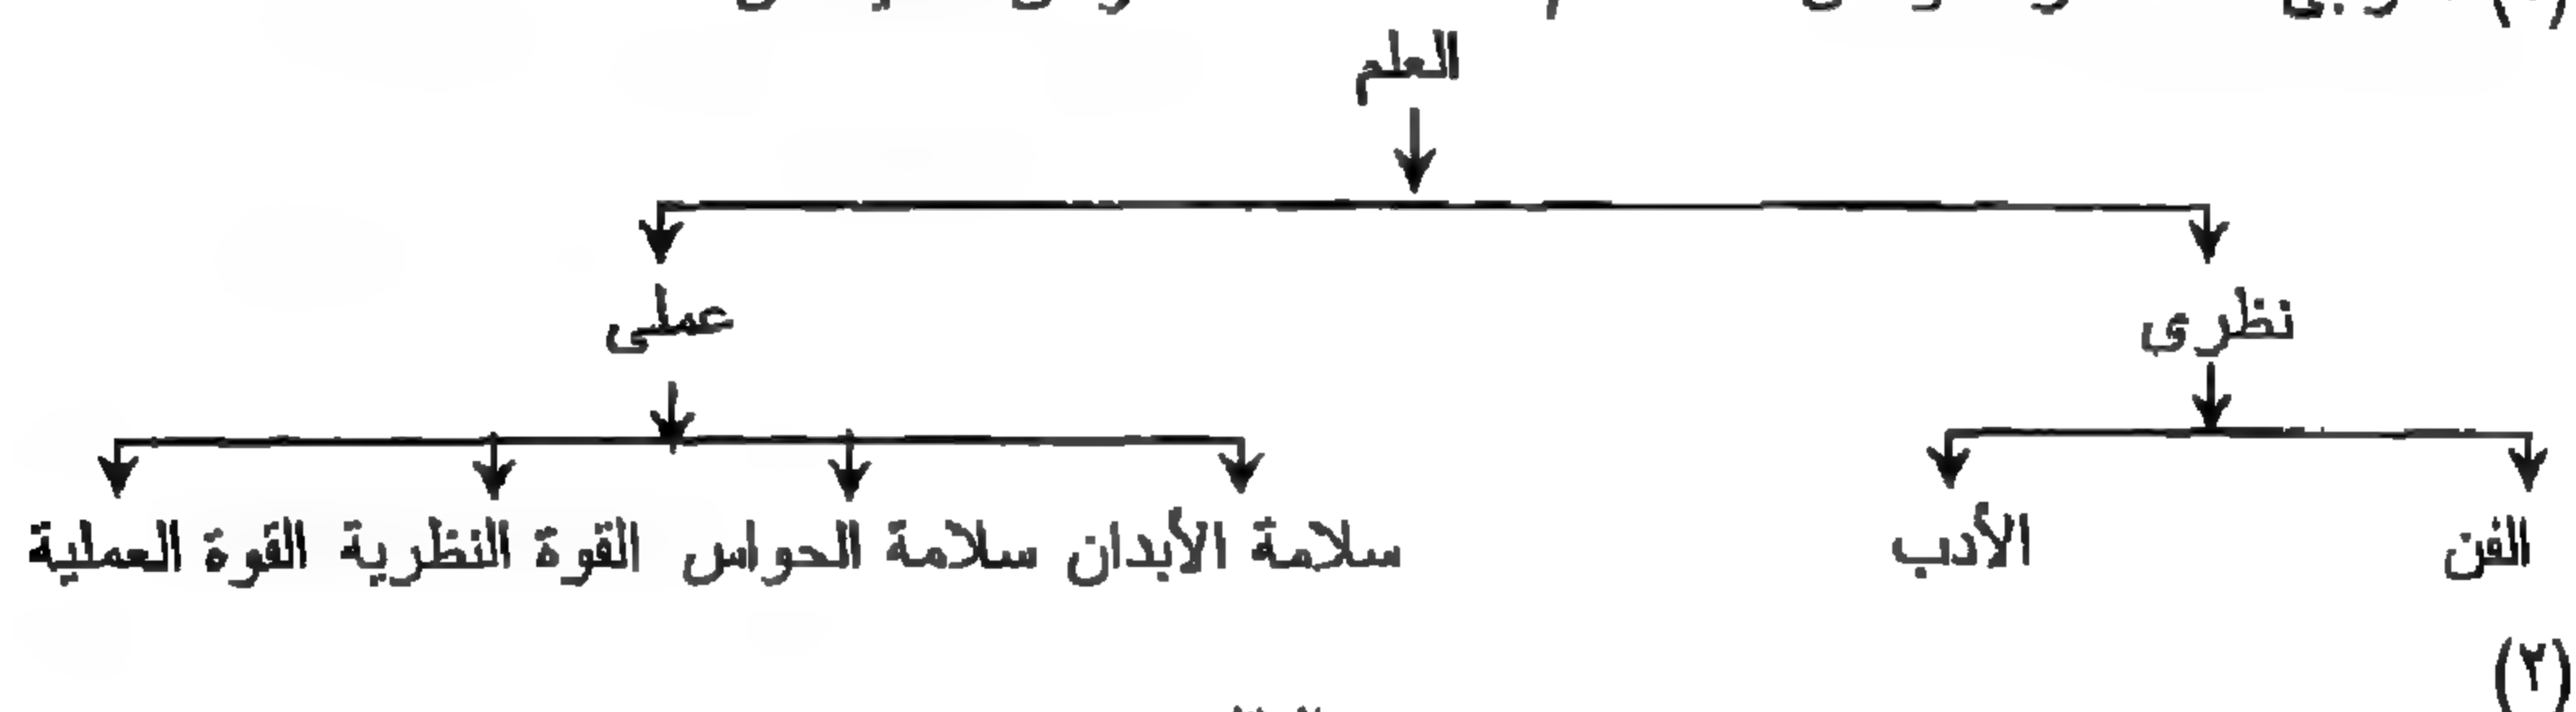 العلم
نظرى عملى
الفن الأدب سلامة الأبدان سلامة الحواس القوة النظرية القوة العملية
(٢)